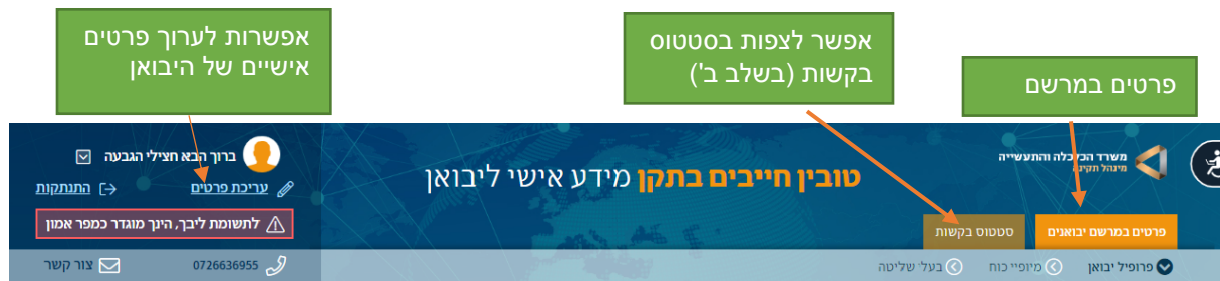 אפשרות לערוך פרטים
אישיים של היבואן
אפשר לצפות בסטטוס
בקשות (בשלב ב')
פרטים במרשם
משרד הכלכלה והתעשייה
מינהל תקינה
טובין חייבים בתקן מידע אישי ליבואן
ברוך הבא חצילי הגבעה
עריכת פרטים
התנתקות
לתשומת ליבך, הינך מוגדר כמפר אמון
פרטים במרשם יבואנים
סטטוס בקשות
פרופיל יבואן
מיופיי כוח
בעלי שליטה
0726636955
צור קשר